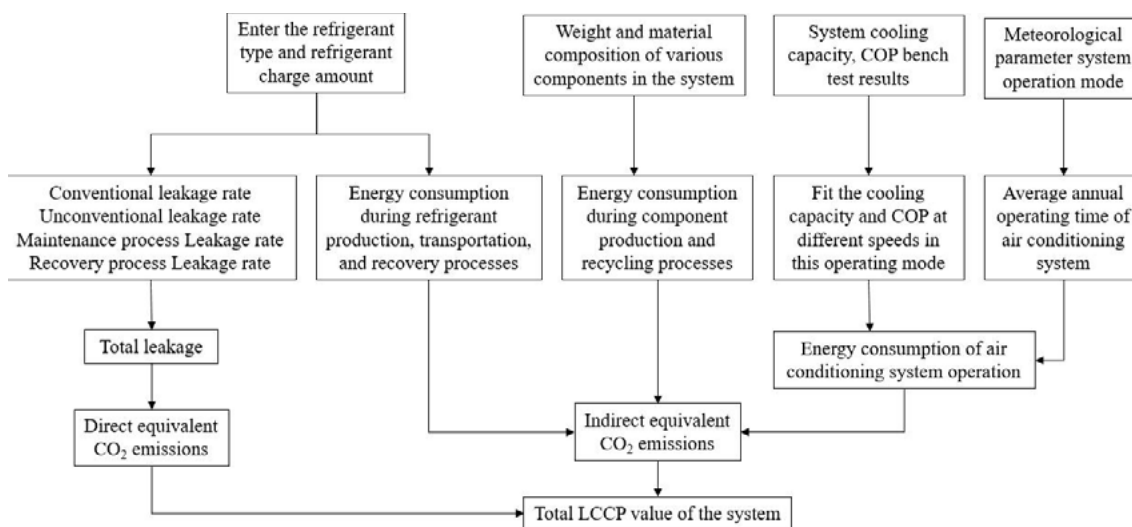 Enter the refrigerant
type and refrigerant
charge amount
Weight and material
composition of various
components in the system
System cooling
capacity, COP bench
test results
Meteorological
parameter system
operation mode
Conventional leakage rate
Unconventional leakage rate
Maintenance process Leakage rate
Recovery process Leakage rate
Energy consumption
during refrigerant
production, transportation,
and recovery processes
Energy consumption
during component
production and
recycling processes
Fit the cooling
capacity and COP at
different speeds in
this operating mode
Average annual
operating time of
air conditioning
system
Total leakage
Energy consumption of air
conditioning system operation
Direct equivalent
CO₂ emissions
Indirect equivalent
CO₂ emissions
Total LCCP value of the system